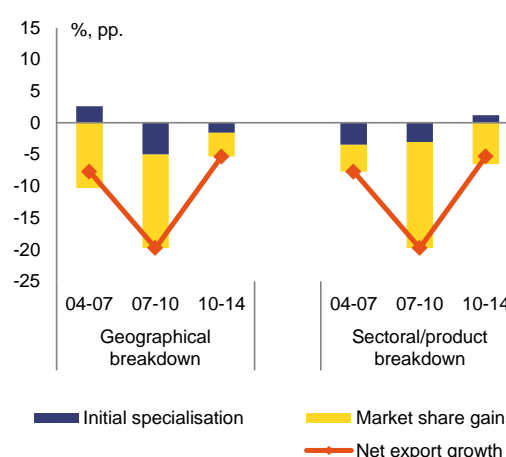 %, pp.
15
10
5
0
-5
-10
-15
-20
-25
04-07 07-10 10-14 04-07 07-10 10-14
Geographical breakdown
Sectoral/product breakdown
Initial specialisation
Market share gain
Net export growth